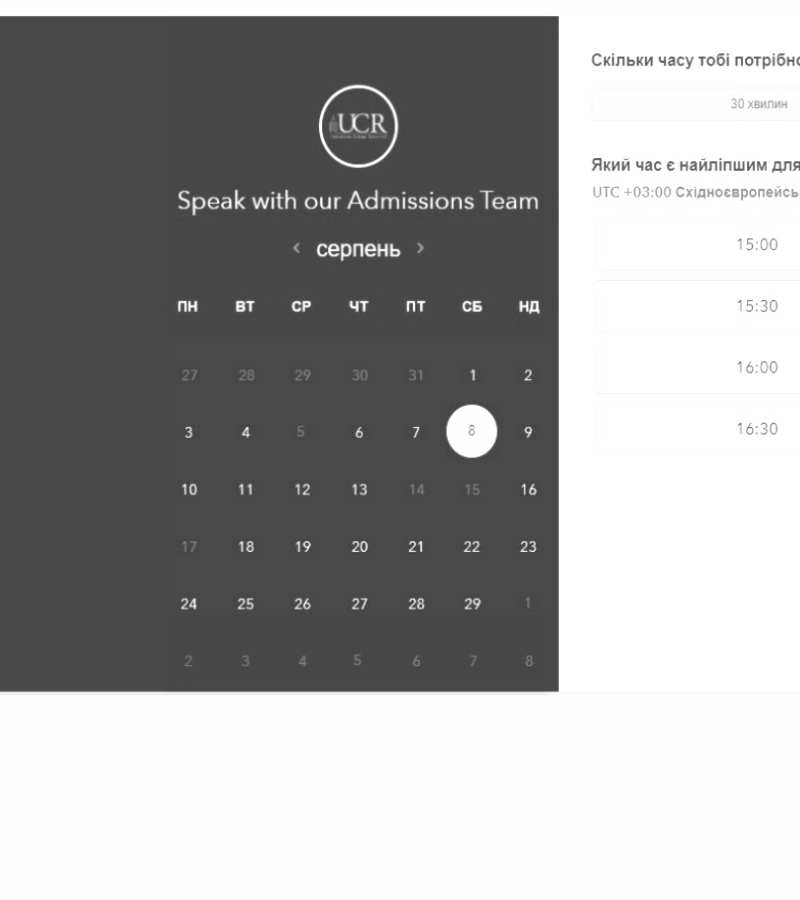 UCR
Speak with our Admissions Team
< серпень >
ПН ВТ СР ЧТ ПТ СБ НД
27 28 29 30 31 1 2
3 4 5 6 7 8 9
10 11 12 13 14 15 16
17 18 19 20 21 22 23
24 25 26 27 28 29 1
2 3 4 5 6 7 8
Скільки часу тобі потрібно
30 хвилин
Який час є найліпшим для
UTC +03:00 Східноєвропейсь
15:00
15:30
16:00
16:30